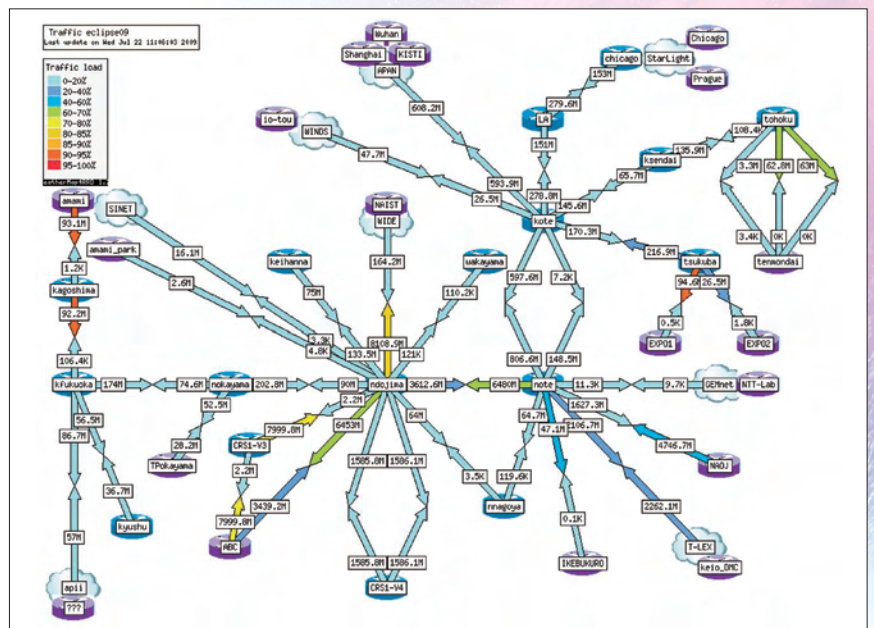 Traffic eclipse09
Last update on Wed Jul 22 11:06:03 2009
Traffic load
0-20%
20-40%
40-60%
60-70%
70-80%
80-85%
85-90%
90-95%
95-100%
Wuhan
Shanghai
KISTI
APAN
608.2M
593.9M
io-tou
WINDS
47.7M
26.5M
Chicago
chicago
StarLight
Prague
153M
279.6M
LA
151M
278.8M
tohoku
108.4K
135.9M
ksendai
65.7M
145.6M
3.3M
62.8M
63M
3.4K
0K
0K
tenmondai
kote
170.3M
216.9M
tsukuba
94.6M
26.5M
0.5K
1.8K
EXPO1
EXPO2
amami
93.1M
1.2K
kagoshima
92.2M
106.4K
SINET
16.1M
3.3K
amami_park
2.6M
4.8K
keihanna
75M
133.5M
NAIST
WIDE
164.2M
8108.9M
wakayama
110.2K
121K
597.6M
7.2K
806.6M
148.5M
kfukuoka
174M
74.6M
nokayama
202.8M
90M
ndojima
3612.6M
6480M
note
11.3K
9.7K
GEMnet
NTT-Lab
52.5M
28.2M
TPokayama
56.5M
86.7M
36.7M
kyushu
57M
apii
???
2.2M
7999.8M
CRS1-V3
2.2M
7999.8M
6453M
3439.2M
ABC
1585.8M
1586.1M
1585.8M
1586.1M
CRS1-V4
64M
3.5K
64.7M
119.6K
nnagoya
47.1M
0.1K
IKEBUKURO
1627.3M
4746.7M
NAOJ
2106.7M
2262.1M
T-LEX
keio_DMC